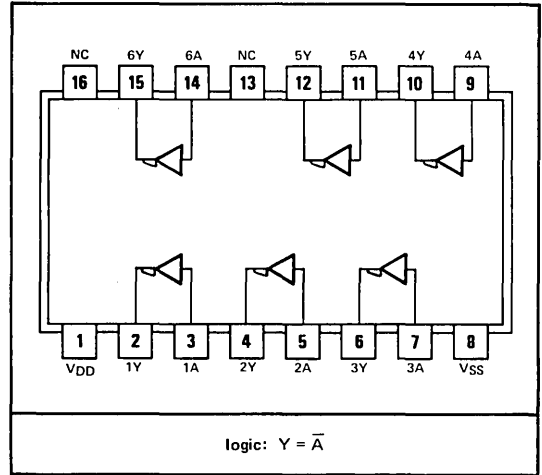 NC 6Y 6A NC 5Y 5A 4Y 4A
16 15 14 13 12 11 10 9
1 2 3 4 5 6 7 8
VDD 1Y 1A 2Y 2A 3Y 3A VSS
logic: Y = A̅